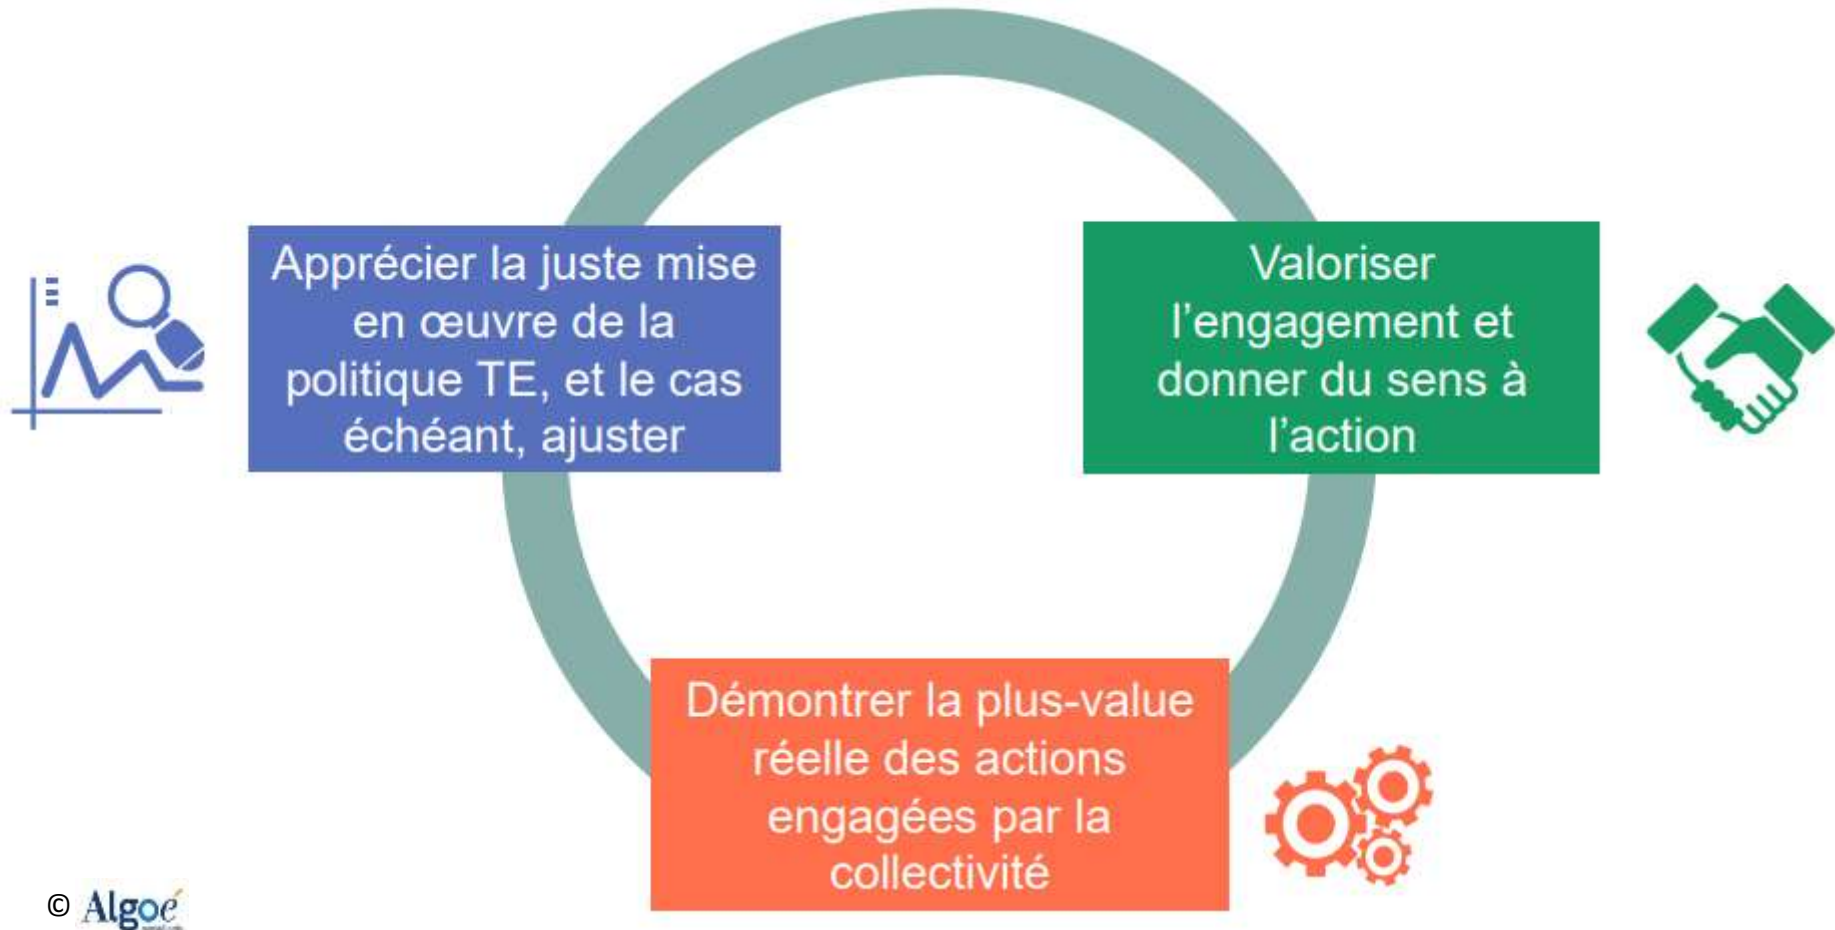 Apprécier la juste mise
en œuvre de la
politique TE, et le cas
échéant, ajuster
Valoriser
l’engagement et
donner du sens à
l’action
Démontrer la plus-value
réelle des actions
engagées par la
collectivité
© Algoé